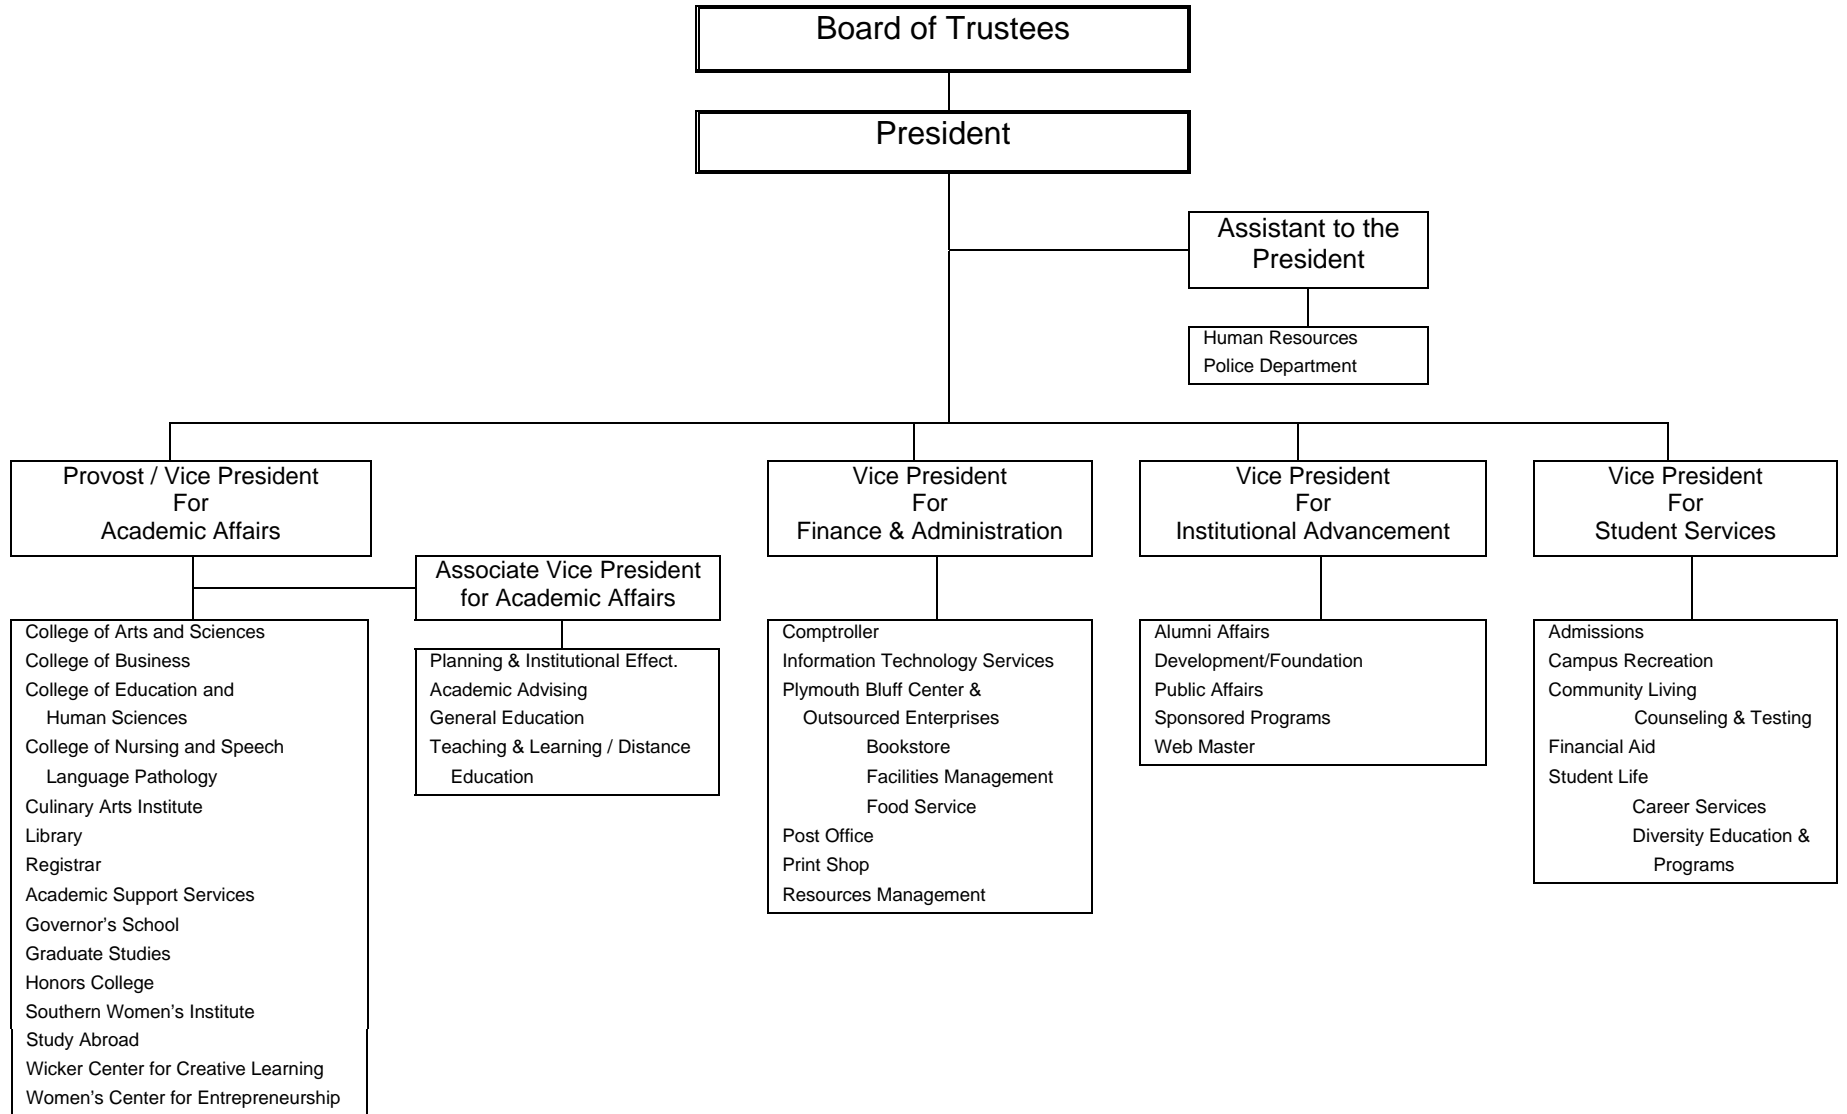 Board of Trustees
President
Assistant to the
President
Human Resources
Police Department
Provost / Vice President
For
Academic Affairs
Vice President
For
Finance & Administration
Vice President
For
Institutional Advancement
Vice President
For
Student Services
Associate Vice President
for Academic Affairs
College of Arts and Sciences
College of Business
College of Education and
Human Sciences
College of Nursing and Speech
Language Pathology
Culinary Arts Institute
Library
Registrar
Academic Support Services
Governor’s School
Graduate Studies
Honors College
Southern Women’s Institute
Study Abroad
Wicker Center for Creative Learning
Women’s Center for Entrepreneurship
Planning & Institutional Effect.
Academic Advising
General Education
Teaching & Learning / Distance
Education
Comptroller
Information Technology Services
Plymouth Bluff Center &
Outsourced Enterprises
Bookstore
Facilities Management
Food Service
Post Office
Print Shop
Resources Management
Alumni Affairs
Development/Foundation
Public Affairs
Sponsored Programs
Web Master
Admissions
Campus Recreation
Community Living
Counseling & Testing
Financial Aid
Student Life
Career Services
Diversity Education &
Programs